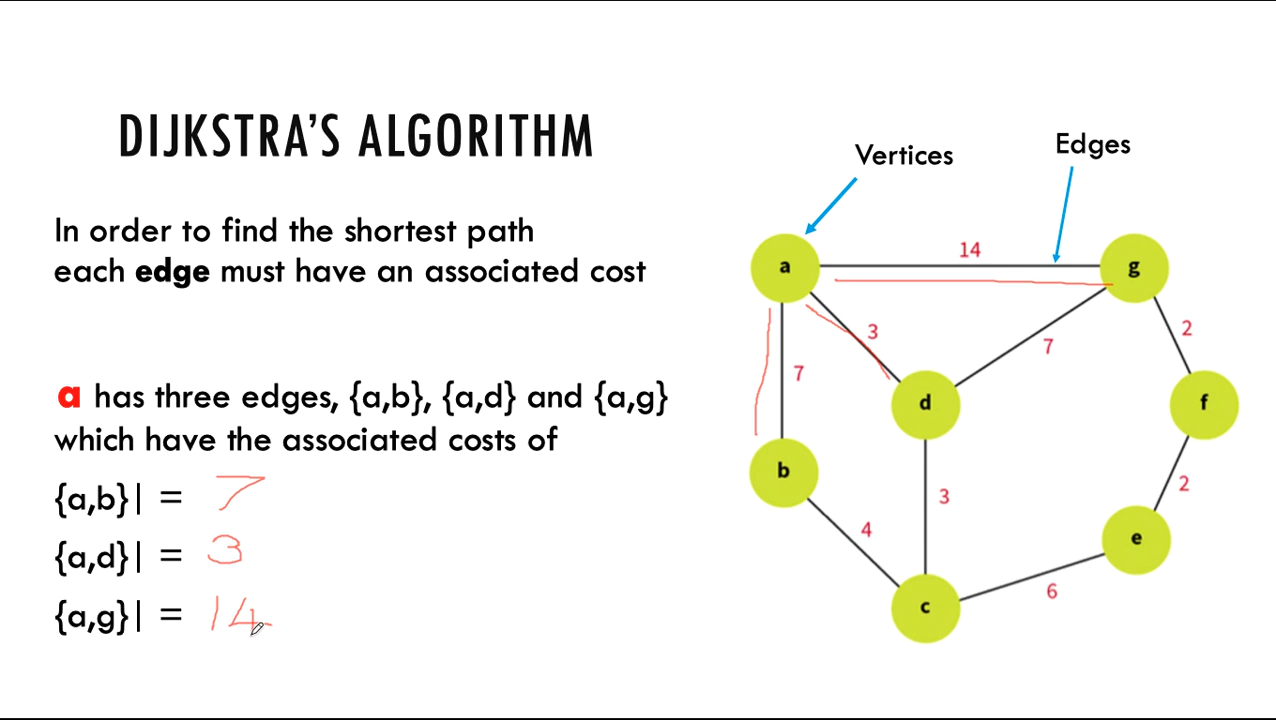 DIJKSTRA'S ALGORITHM
In order to find the shortest path
each edge must have an associated cost
a has three edges, {a,b}, {a,d} and {a,g}
which have the associated costs of
{a,b}| = 7
{a,d}| = 3
{a,g}| = 14
Vertices
Edges
a
14
g
3
7
2
7
d
f
b
3
2
4
e
6
c